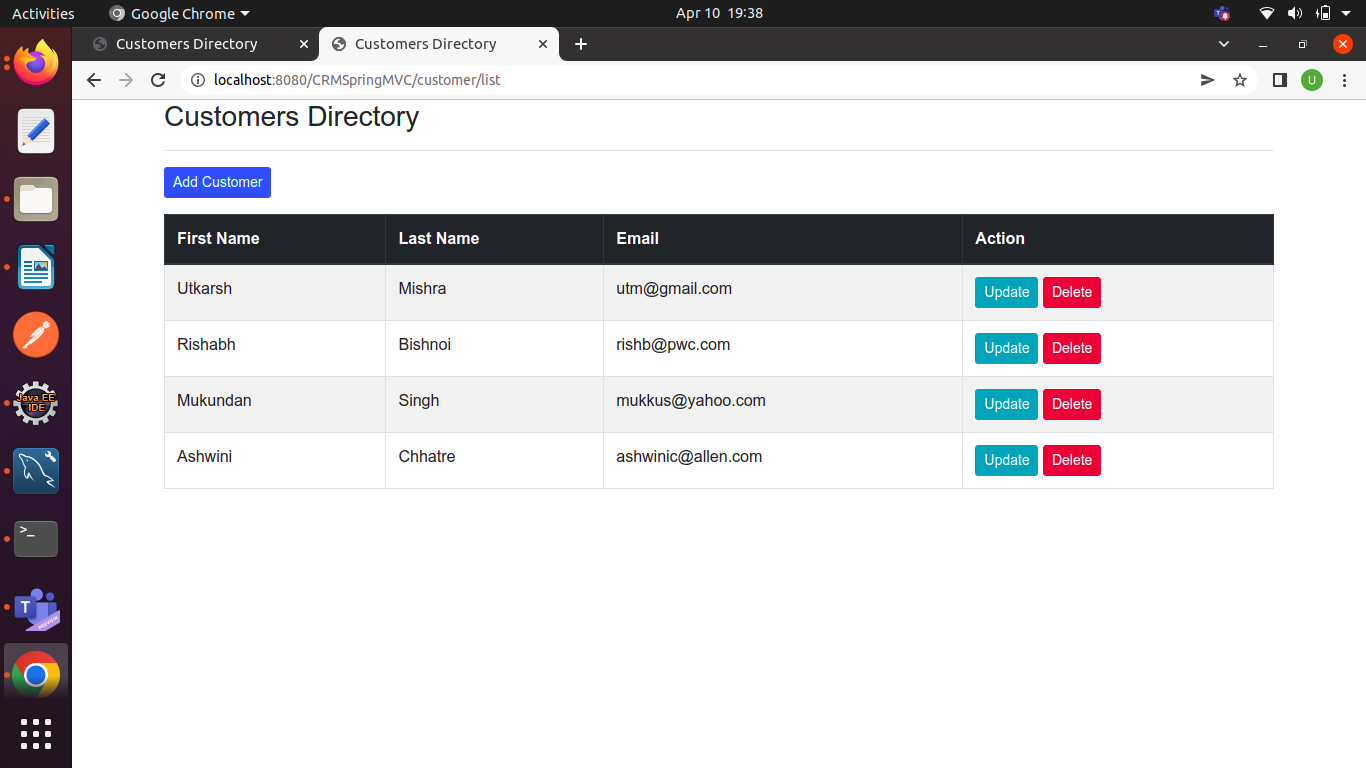 Activities Google Chrome Apr 10 19:38
Customers Directory Customers Directory
localhost:8080/CRMSpringMVC/customer/list U
Customers Directory
Add Customer
First Name Last Name Email Action
Utkarsh Mishra utm@gmail.com Update Delete
Rishabh Bishnoi rishb@pwc.com Update Delete
Mukundan Singh mukkus@yahoo.com Update Delete
Ashwini Chhatre ashwinic@allen.com Update Delete
Java EE
IDE
>_
T
PREVIEW